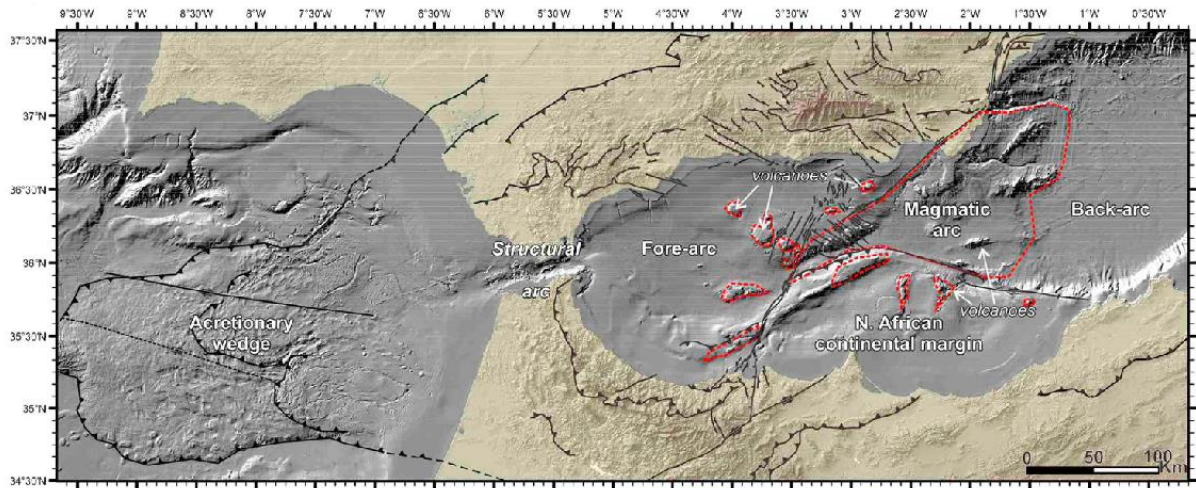 9°30'W 9°W 8°30'W 8°W 7°30'W 7°W 6°30'W 6°W 5°30'W 5°W 4°30'W 4°W 3°30'W 3°W 2°30'W 2°W 1°30'W 1°W 0°30'W
37°30'N
37°N
36°30'N
36°N
35°30'N
35°N
34°30'N
volcanoes
Magmatic
arc
Back-arc
Fore-arc
Structural
arc
Acretionary
wedge
N. African
continental margin
volcanoes
0 50 100
Km